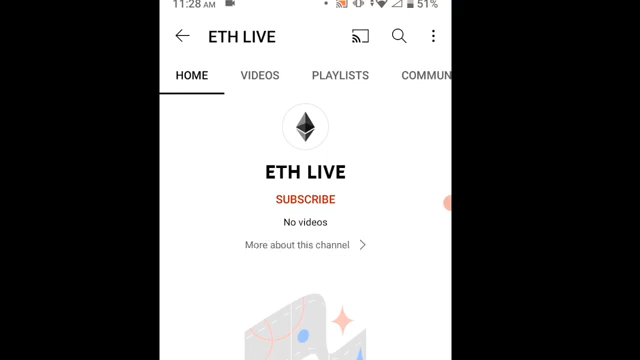 11:28 AM 51%
ETH LIVE
HOME VIDEOS PLAYLISTS COMMUN
ETH LIVE
SUBSCRIBE
No videos
More about this channel